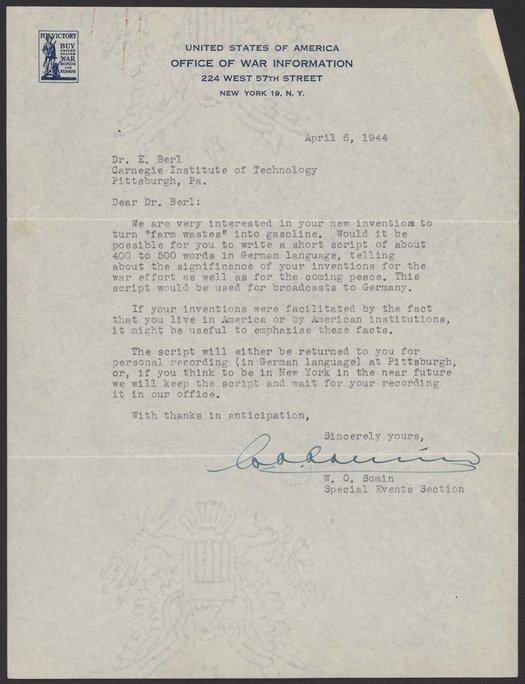 FOR VICTORY
BUY
UNITED
STATES
WAR
BONDS
AND
STAMPS
UNITED STATES OF AMERICA
OFFICE OF WAR INFORMATION
224 WEST 57TH STREET
NEW YORK 19, N. Y.
April 6, 1944
Dr. E. Berl
Carnegie Institute of Technology
Pittsburgh, Pa.
Dear Dr. Berl:
We are very interested in your new inventions to
turn "farm wastes" into gasoline. Would it be
possible for you to write a short script of about
400 to 500 words in German language, telling
about the significance of your inventions for the
war effort as well as for the coming peace. This
script would be used for broadcasts to Germany.
If your inventions were facilitated by the fact
that you live in America or by American institutions,
it might be useful to emphazise these facts.
The script will either be returned to you for
personal recording (in German language) at Pittsburgh,
or, if you think to be in New York in the near future
we will keep the script and wait for your recording
it in our office.
With thanks in anticipation,
Sincerely yours,
W. O. Somin
W. O. Somin
Special Events Section